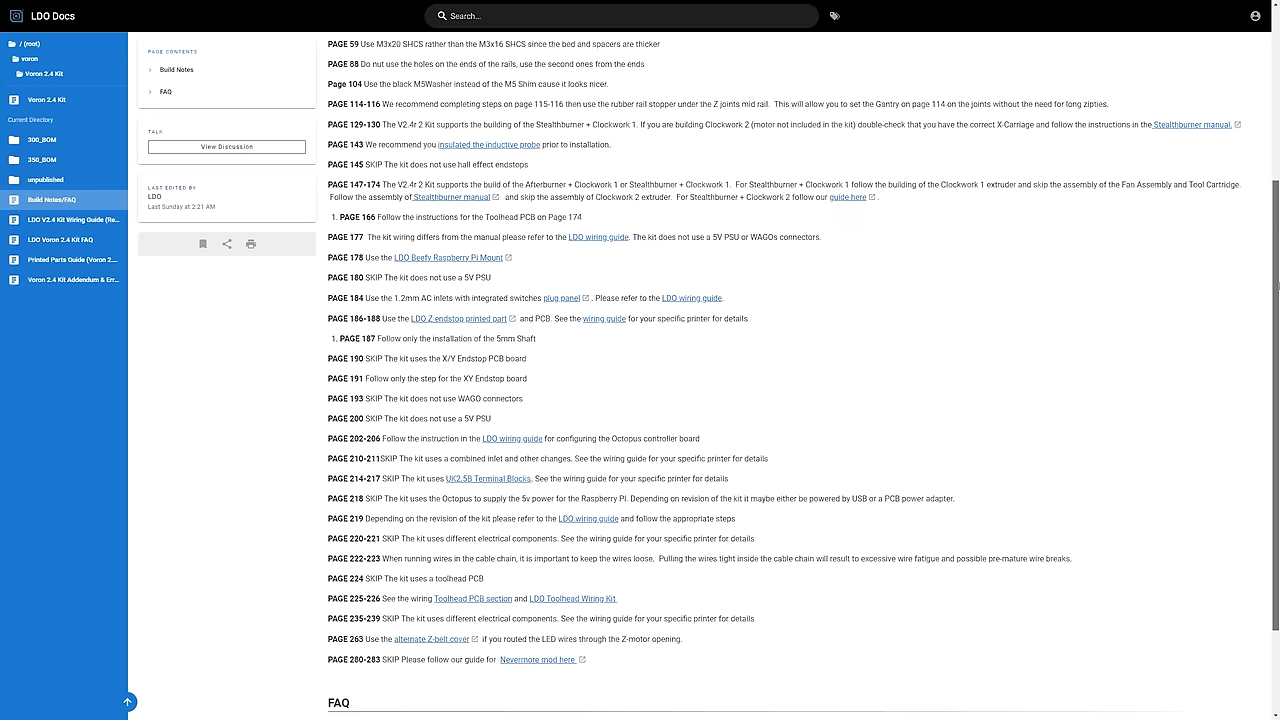 LDO Docs
Search...
/ (root)
voron
Voron 2.4 Kit
Voron 2.4 Kit
Current Directory
300_BOM
350_BOM
unpublished
Build Notes/FAQ
LDO V2.4 Kit Wiring Guide (Re...
LDO Voron 2.4 Kit FAQ
Printed Parts Guide (Voron 2....
Voron 2.4 Kit Addendum & Err...
PAGE CONTENTS
Build Notes
FAQ
TALK
View Discussion
LAST EDITED BY
LDO
Last Sunday at 2:21 AM
PAGE 59 Use M3x20 SHCS rather than the M3x16 SHCS since the bed and spacers are thicker
PAGE 88 Do nut use the holes on the ends of the rails, use the second ones from the ends
Page 104 Use the black M5Washer instead of the M5 Shim cause it looks nicer.
PAGE 114-116 We recommend completing steps on page 115-116 then use the rubber rail stopper under the Z joints mid rail. This will allow you to set the Gantry on page 114 on the joints without the need for long zipties.
PAGE 129-130 The V2.4r 2 Kit supports the building of the Stealthburner + Clockwork 1. If you are building Clockwork 2 (motor not included in the kit) double-check that you have the correct X-Carriage and follow the instructions in the Stealthburner manual.
PAGE 143 We recommend you insulated the inductive probe prior to installation.
PAGE 145 SKIP The kit does not use hall effect endstops
PAGE 147-174 The V2.4r 2 Kit supports the build of the Afterburner + Clockwork 1 or Stealthburner + Clockwork 1. For Stealthburner + Clockwork 1 follow the building of the Clockwork 1 extruder and skip the assembly of the Fan Assembly and Tool Cartridge.
Follow the assembly of Stealthburner manual and skip the assembly of Clockwork 2 extruder. For Stealthburner + Clockwork 2 follow our guide here .
1. PAGE 166 Follow the instructions for the Toolhead PCB on Page 174
PAGE 177 The kit wiring differs from the manual please refer to the LDO wiring guide. The kit does not use a 5V PSU or WAGOs connectors.
PAGE 178 Use the LDO Beefy Raspberry Pi Mount
PAGE 180 SKIP The kit does not use a 5V PSU
PAGE 184 Use the 1.2mm AC inlets with integrated switches plug panel . Please refer to the LDO wiring guide.
PAGE 186-188 Use the LDO Z endstop printed part and PCB. See the wiring guide for your specific printer for details
1. PAGE 187 Follow only the installation of the 5mm Shaft
PAGE 190 SKIP The kit uses the X/Y Endstop PCB board
PAGE 191 Follow only the step for the XY Endstop board
PAGE 193 SKIP The kit does not use WAGO connectors
PAGE 200 SKIP The kit does not use a 5V PSU
PAGE 202-206 Follow the instruction in the LDO wiring guide for configuring the Octopus controller board
PAGE 210-211SKIP The kit uses a combined inlet and other changes. See the wiring guide for your specific printer for details
PAGE 214-217 SKIP The kit uses UK2.5B Terminal Blocks. See the wiring guide for your specific printer for details
PAGE 218 SKIP The kit uses the Octopus to supply the 5v power for the Raspberry PI. Depending on revision of the kit it maybe either be powered by USB or a PCB power adapter.
PAGE 219 Depending on the revision of the kit please refer to the LDO wiring guide and follow the appropriate steps
PAGE 220-221 SKIP The kit uses different electrical components. See the wiring guide for your specific printer for details
PAGE 222-223 When running wires in the cable chain, it is important to keep the wires loose. Pulling the wires tight inside the cable chain will result to excessive wire fatigue and possible pre-mature wire breaks.
PAGE 224 SKIP The kit uses a toolhead PCB
PAGE 225-226 See the wiring Toolhead PCB section and LDO Toolhead Wiring Kit
PAGE 235-239 SKIP The kit uses different electrical components. See the wiring guide for your specific printer for details
PAGE 263 Use the alternate Z-belt cover if you routed the LED wires through the Z-motor opening.
PAGE 280-283 SKIP Please follow our guide for Nevermore mod here
FAQ